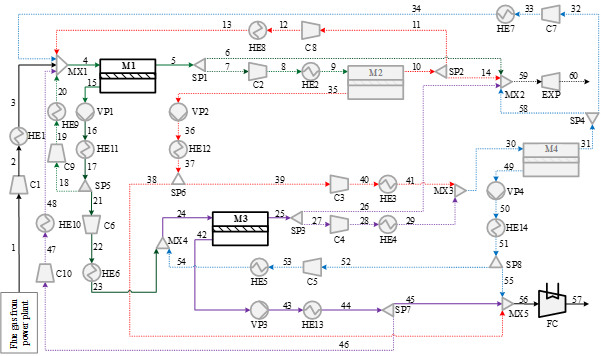 34
13
12
11
32
33
HE7
C7
HE8
C8
6
MX1
4
M1
5
SP1
7
C2
8
HE2
9
M2
10
SP2
14
MX2
59
EXP
60
3
15
35
58
SP4
20
HE9
VP1
VP2
HE1
16
36
30
M4
31
19
HE11
HE12
49
2
C9
17
37
18
SP5
SP6
38
39
C3
40
HE3
41
MX3
VP4
C1
48
21
26
50
HE10
C6
24
M3
25
SP3
27
C4
28
HE4
29
HE14
1
47
22
MX4
42
51
C10
HE6
54
HE5
53
C5
52
SP8
23
55
Flue gas from
power plant
VP3
43
HE13
44
SP7
45
MX5
56
FC
57
46